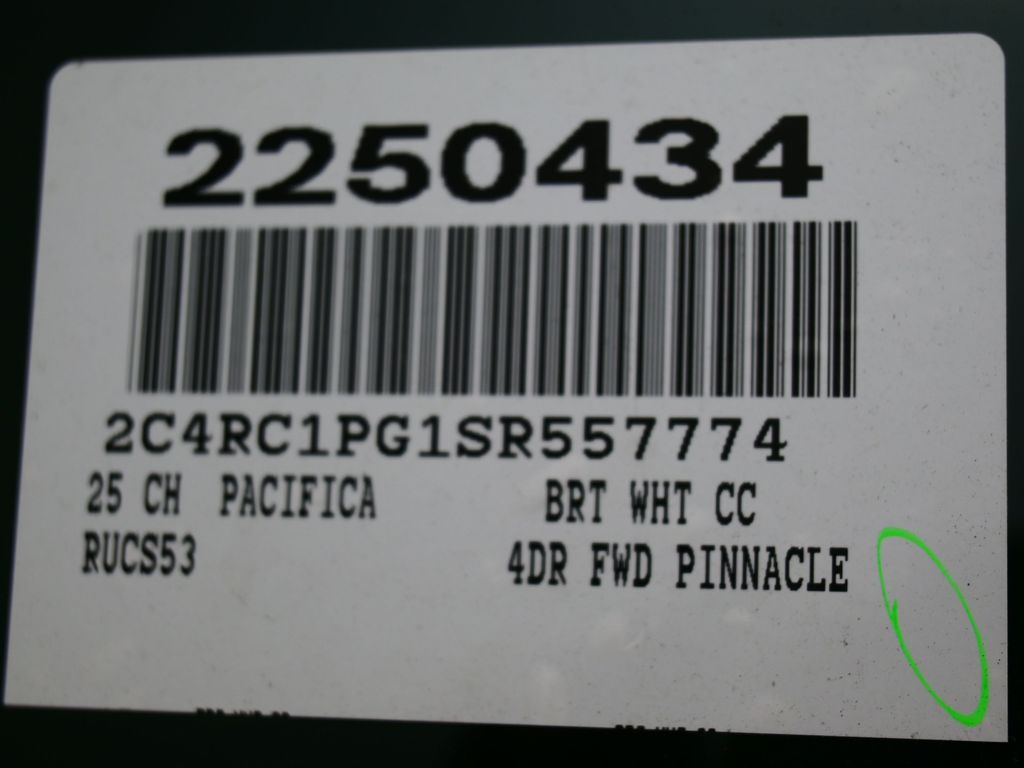 2250434
2C4RC1PG1SR557774
25 CH PACIFICA BRT WHT CC
RUCS53 4DR FWD PINNACLE